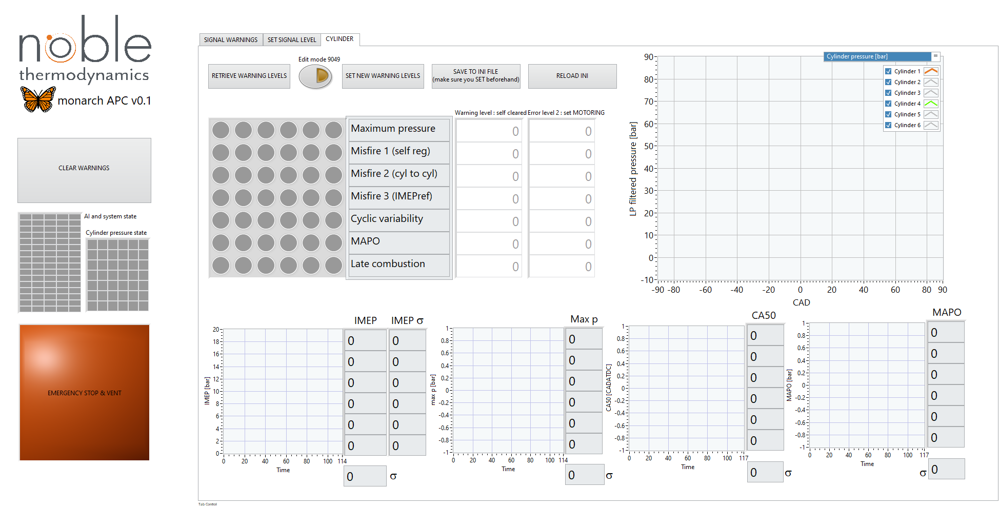 noble
thermodynamics
monarch APC v0.1
CLEAR WARNINGS
AI and system state
Cylinder pressure state
EMERGENCY STOP & VENT
SIGNAL WARNINGS
SET SIGNAL LEVEL
CYLINDER
Edit mode 9049
RETRIEVE WARNING LEVELS
SET NEW WARNING LEVELS
SAVE TO INI FILE
(make sure you SET beforehand)
RELOAD INI
Warning level : self cleared
Error level 2 : set MOTORING
Maximum pressure 0 0
Misfire 1 (self reg) 0 0
Misfire 2 (cyl to cyl) 0 0
Misfire 3 (IMEPref) 0 0
Cyclic variability 0 0
MAPO 0 0
Late combustion 0 0
Cylinder pressure [bar]
Cylinder 1
Cylinder 2
Cylinder 3
Cylinder 4
Cylinder 5
Cylinder 6
LP filtered pressure [bar]
90
80
70
60
50
40
30
20
10
0
-10
-90 -80 -60 -40 -20 0 20 40 60 80 90
CAD
IMEP [bar]
20
18
16
14
12
10
8
6
4
2
0
0 20 40 60 80 100 114
Time
IMEP
0
0
0
0
0
0
0 σ
IMEP σ
0
0
0
0
0
0
max p [bar]
1
0.8
0.6
0.4
0.2
0
-0.2
-0.4
-0.6
-0.8
-1
0 20 40 60 80 100 114
Time
Max p
0
0
0
0
0
0
0 σ
CA50 [CADATDC]
1
0.8
0.6
0.4
0.2
0
-0.2
-0.4
-0.6
-0.8
-1
0 20 40 60 80 100 117
Time
CA50
0
0
0
0
0
0
0 σ
MAPO [bar]
1
0.8
0.6
0.4
0.2
0
-0.2
-0.4
-0.6
-0.8
-1
0 20 40 60 80 100 117
Time
MAPO
0
0
0
0
0
0
σ 0
Tab Control